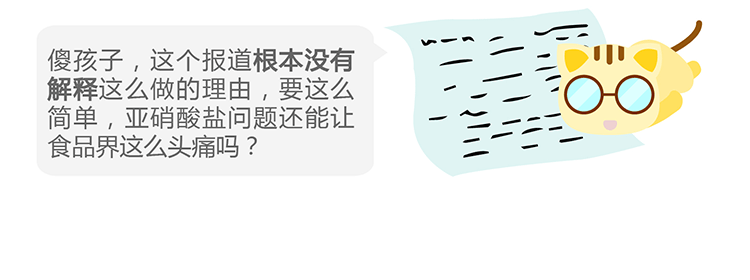 傻孩子，这个报道根本没有
解释这么做的理由，要这么
简单，亚硝酸盐问题还能让
食品界这么头痛吗？